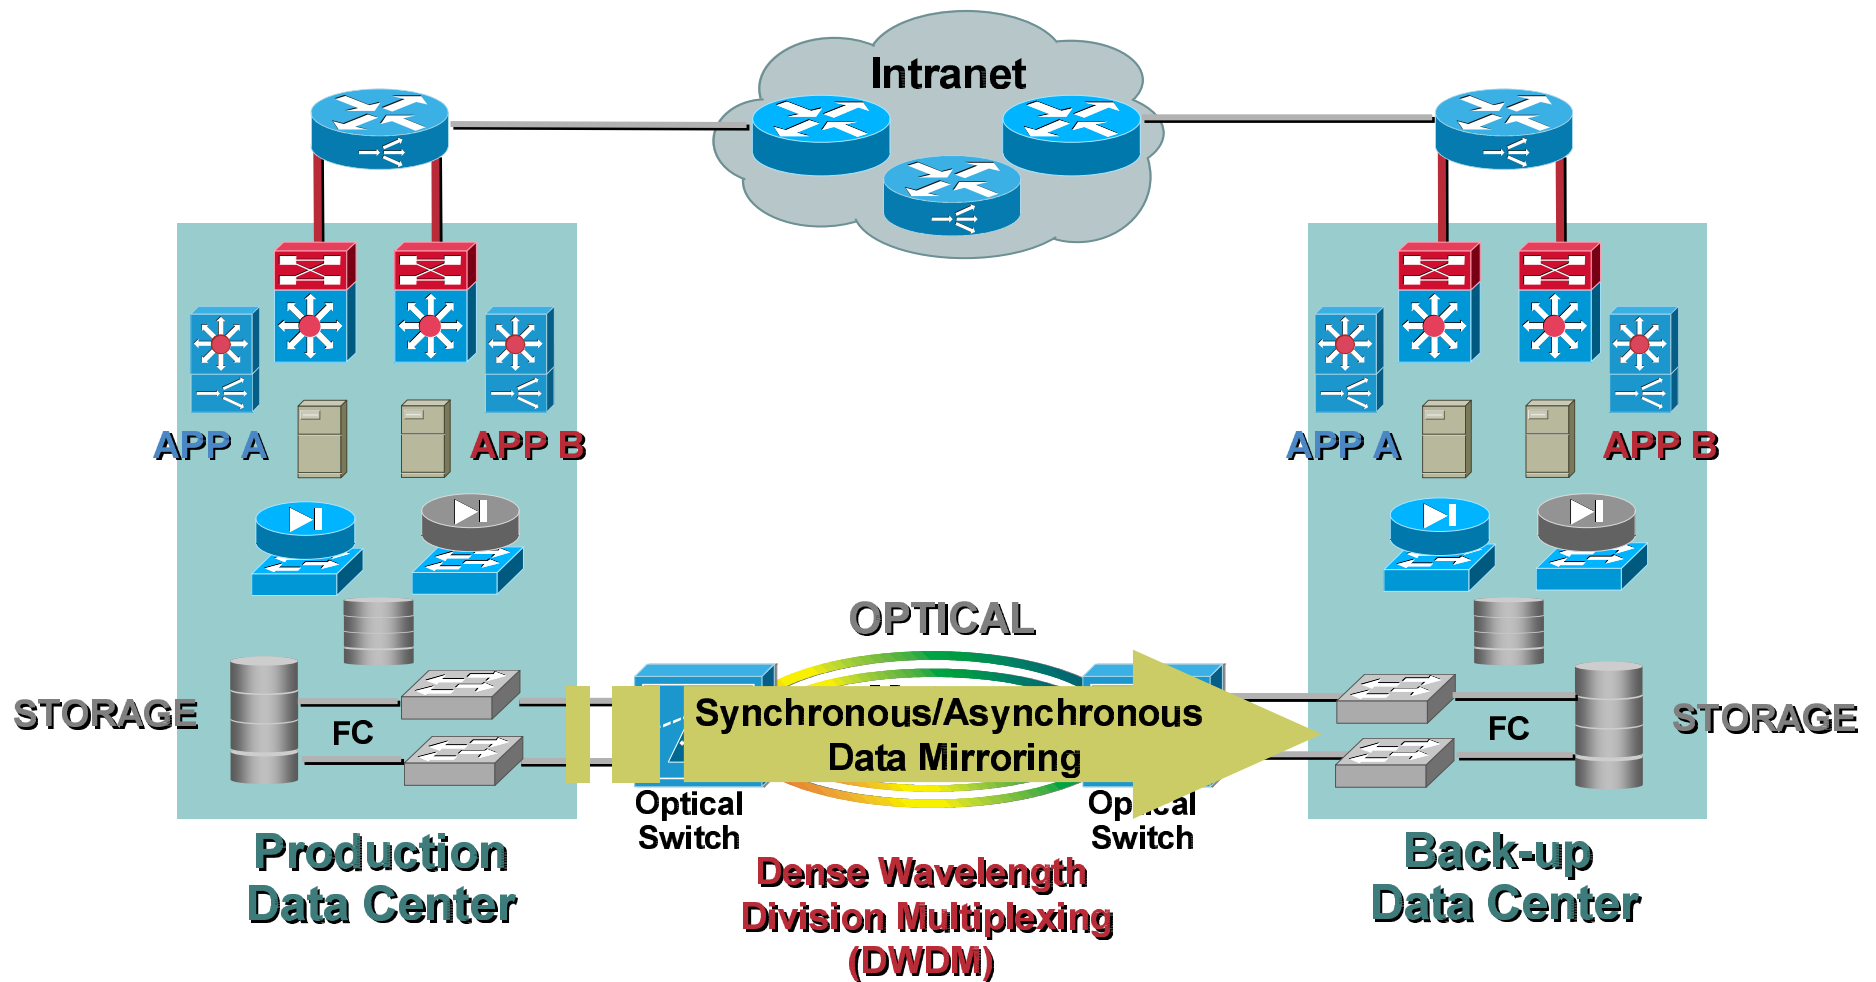 Intranet
APP A
APP B
APP A
APP B
OPTICAL
STORAGE
FC
Synchronous/Asynchronous
Data Mirroring
FC
STORAGE
Optical
Switch
Optical
Switch
Production
Data Center
Dense Wavelength
Division Multiplexing
(DWDM)
Back-up
Data Center